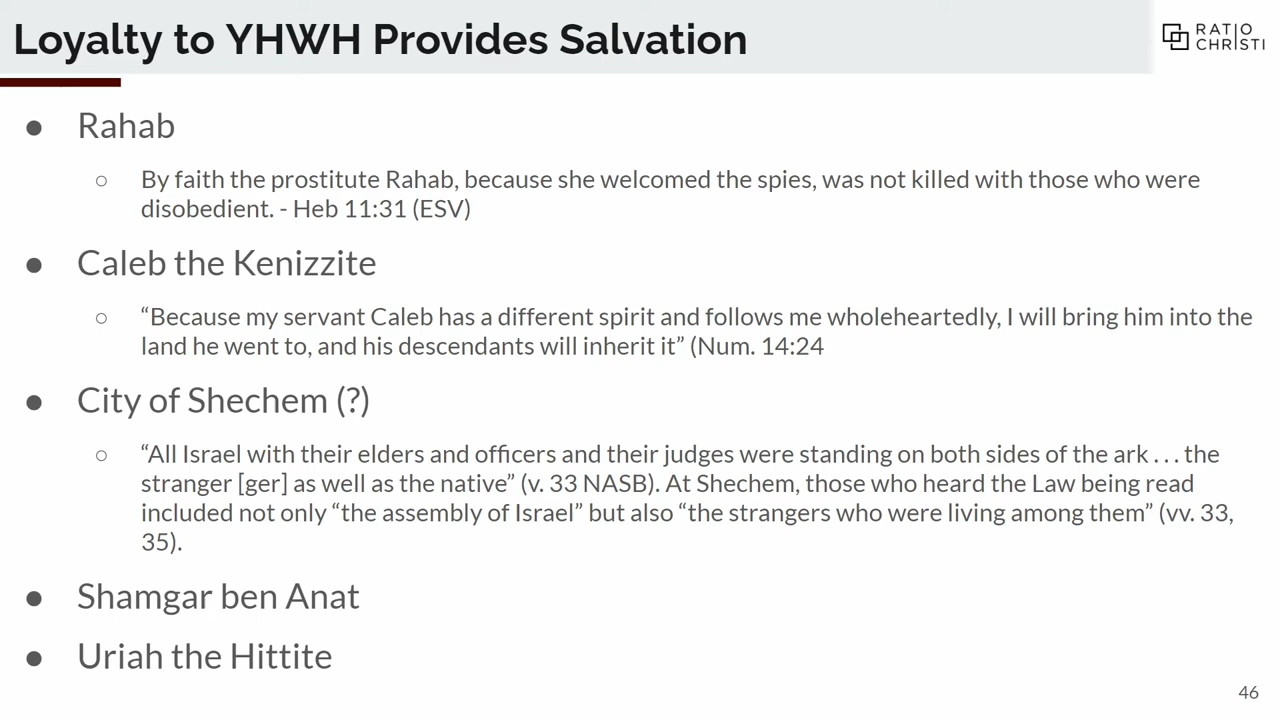 Loyalty to YHWH Provides Salvation
RATIO
CHRISTI
● Rahab
○ By faith the prostitute Rahab, because she welcomed the spies, was not killed with those who were
disobedient. - Heb 11:31 (ESV)
● Caleb the Kenizzite
○ “Because my servant Caleb has a different spirit and follows me wholeheartedly, I will bring him into the
land he went to, and his descendants will inherit it” (Num. 14:24
● City of Shechem (?)
○ “All Israel with their elders and officers and their judges were standing on both sides of the ark . . . the
stranger [ger] as well as the native” (v. 33 NASB). At Shechem, those who heard the Law being read
included not only “the assembly of Israel” but also “the strangers who were living among them” (vv. 33,
35).
● Shamgar ben Anat
● Uriah the Hittite
46